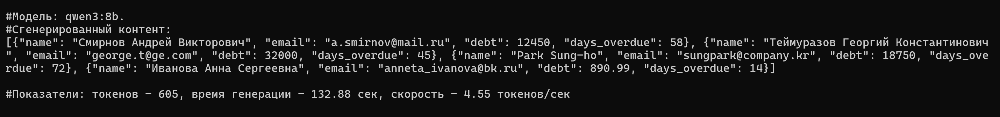 #Модель: qwen3:8b.
#Сгенерированный контент:
[{"name": "Смирнов Андрей Викторович", "email": "a.smirnov@mail.ru", "debt": 12450, "days_overdue": 58}, {"name": "Теймуразов Георгий Константинович
", "email": "george.t@ge.com", "debt": 32000, "days_overdue": 45}, {"name": "Park Sung-ho", "email": "sungpark@company.kr", "debt": 18750, "days_ove
rdue": 72}, {"name": "Иванова Анна Сергеевна", "email": "anneta_ivanova@bk.ru", "debt": 890.99, "days_overdue": 14}]
#Показатели: токенов – 605, время генерации – 132.88 сек, скорость – 4.55 токенов/сек